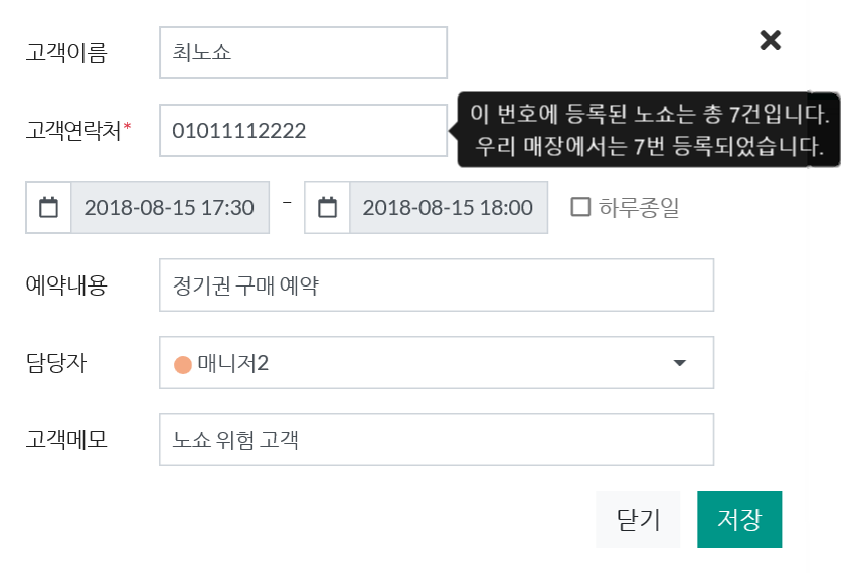 고객이름 최노쇼
고객연락처* 01011112222
이 번호에 등록된 노쇼는 총 7건입니다.
우리 매장에서는 7번 등록되었습니다.
2018-08-15 17:30 - 2018-08-15 18:00 하루종일
예약내용 정기권 구매 예약
담당자 매니저2
고객메모 노쇼 위험 고객
닫기 저장